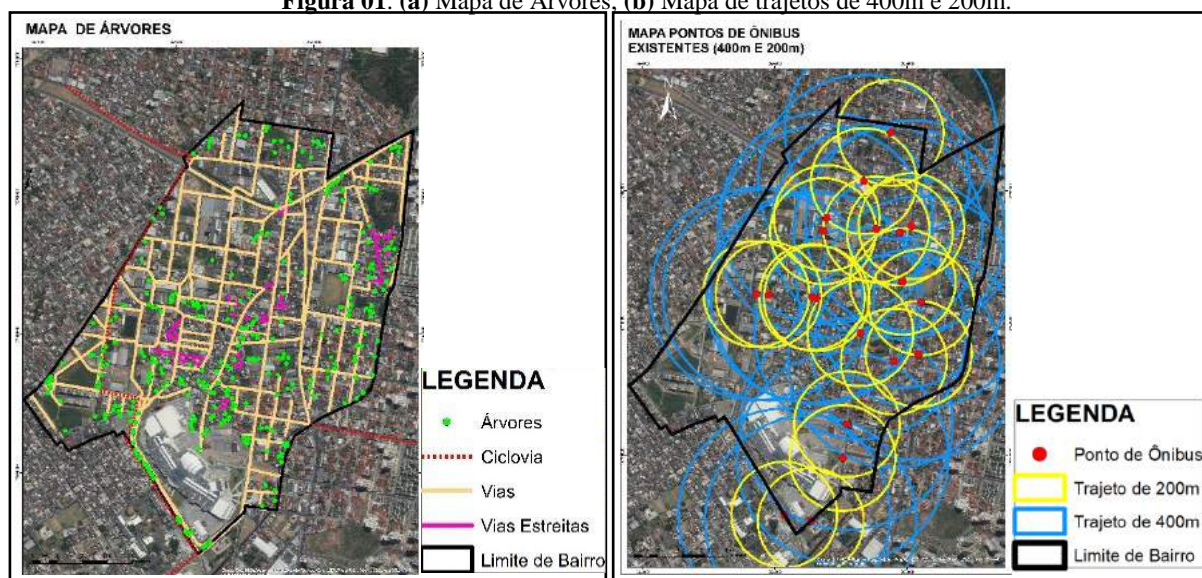 Figura 01. (a) Mapa de Árvores, (b) Mapa de trajetos de 400m e 200m.
MAPA DE ÁRVORES
LEGENDA
Árvores
Ciclovia
Vias
Vias Estreitas
Limite de Bairro
MAPA PONTOS DE ÔNIBUS
EXISTENTES (400m E 200m)
LEGENDA
Ponto de Ônibus
Trajeto de 200m
Trajeto de 400m
Limite de Bairro